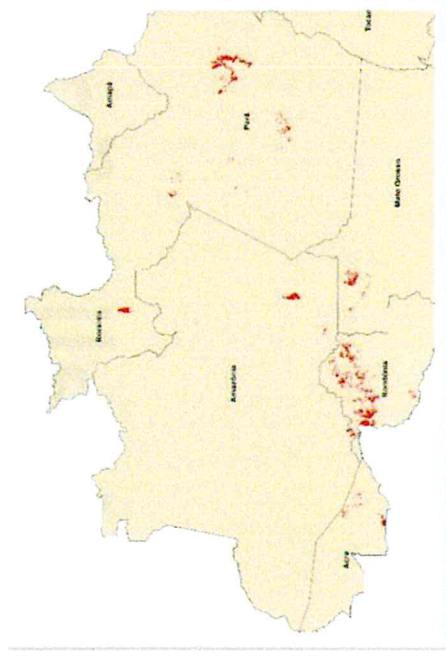 Amapá
Pará
Tocan
Mato Grosso
Roraima
Amazônia
Rondônia
Acre